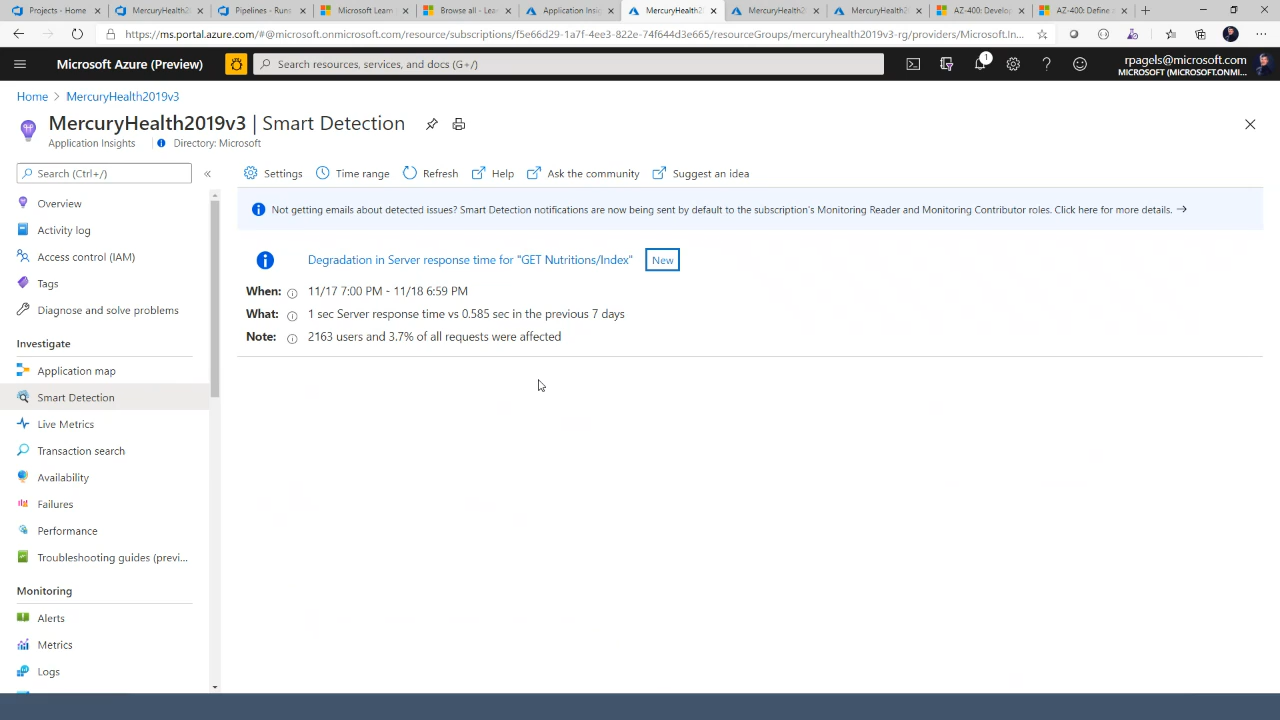 Projects - Home
MercuryHealth2
Pipelines - Runs
Microsoft Learn
Browse all - Lea
Application Insig
MercuryHealth2
MercuryHealth2
MercuryHealth2
AZ-400: Develop
AZ-400: Define a
https://ms.portal.azure.com/#@microsoft.onmicrosoft.com/resource/subscriptions/f5e66d29-1a7f-4ee3-822e-74f644d3e665/resourceGroups/mercuryhealth2019v3-rg/providers/Microsoft.In...
Microsoft Azure (Preview)
Search resources, services, and docs (G+/)
1
rpagels@microsoft.com
MICROSOFT (MICROSOFT.ONMI...
Home > MercuryHealth2019v3
MercuryHealth2019v3 | Smart Detection
Application Insights
Directory: Microsoft
Search (Ctrl+/)
«
Settings
Time range
Refresh
Help
Ask the community
Suggest an idea
Not getting emails about detected issues? Smart Detection notifications are now being sent by default to the subscription's Monitoring Reader and Monitoring Contributor roles. Click here for more details. →
Degradation in Server response time for "GET Nutritions/Index" New
When: 11/17 7:00 PM - 11/18 6:59 PM
What: 1 sec Server response time vs 0.585 sec in the previous 7 days
Note: 2163 users and 3.7% of all requests were affected
Overview
Activity log
Access control (IAM)
Tags
Diagnose and solve problems
Investigate
Application map
Smart Detection
Live Metrics
Transaction search
Availability
Failures
Performance
Troubleshooting guides (previ...
Monitoring
Alerts
Metrics
Logs